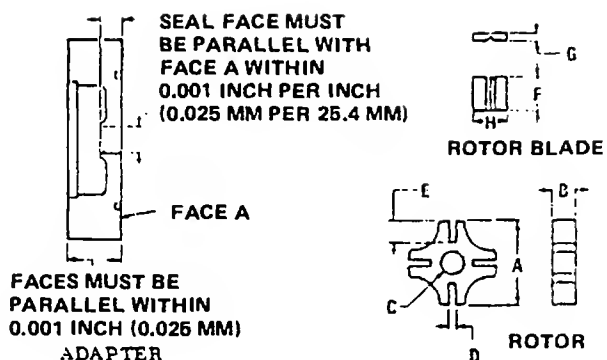 SEAL FACE MUST
BE PARALLEL WITH
FACE A WITHIN
0.001 INCH PER INCH
(0.025 MM PER 25.4 MM)
FACE A
FACES MUST BE
PARALLEL WITHIN
0.001 INCH (0.025 MM)
ADAPTER
G
F
H
ROTOR BLADE
E
B
A
C
D
ROTOR